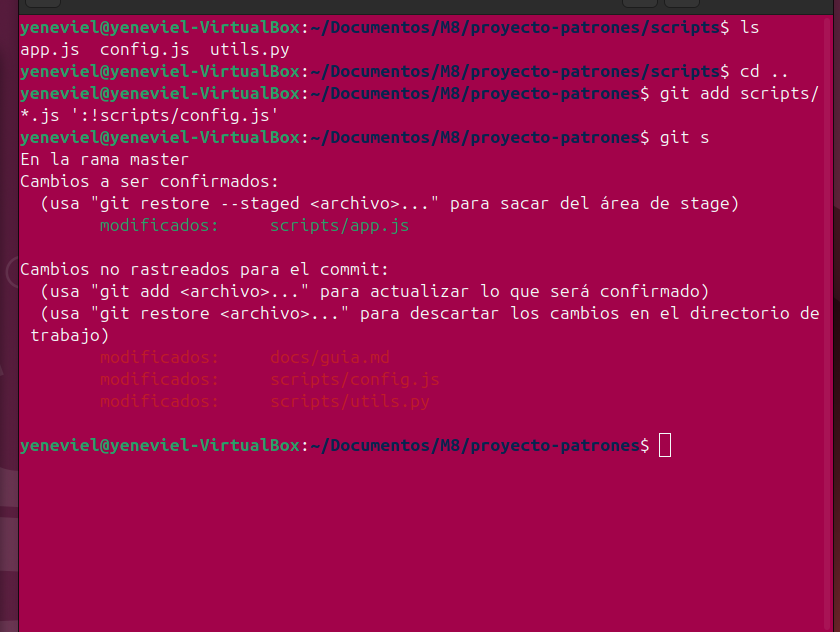 yeneviel@yeneviel-VirtualBox:~/Documentos/M8/proyecto-patrones/scripts$ ls
app.js  config.js  utils.py
yeneviel@yeneviel-VirtualBox:~/Documentos/M8/proyecto-patrones/scripts$ cd ..
yeneviel@yeneviel-VirtualBox:~/Documentos/M8/proyecto-patrones$ git add scripts/
*.js ':!scripts/config.js'
yeneviel@yeneviel-VirtualBox:~/Documentos/M8/proyecto-patrones$ git s
En la rama master
Cambios a ser confirmados:
  (usa "git restore --staged <archivo>..." para sacar del área de stage)
        modificados:     scripts/app.js

Cambios no rastreados para el commit:
  (usa "git add <archivo>..." para actualizar lo que será confirmado)
  (usa "git restore <archivo>..." para descartar los cambios en el directorio de
 trabajo)
        modificados:     docs/guia.md
        modificados:     scripts/config.js
        modificados:     scripts/utils.py

yeneviel@yeneviel-VirtualBox:~/Documentos/M8/proyecto-patrones$